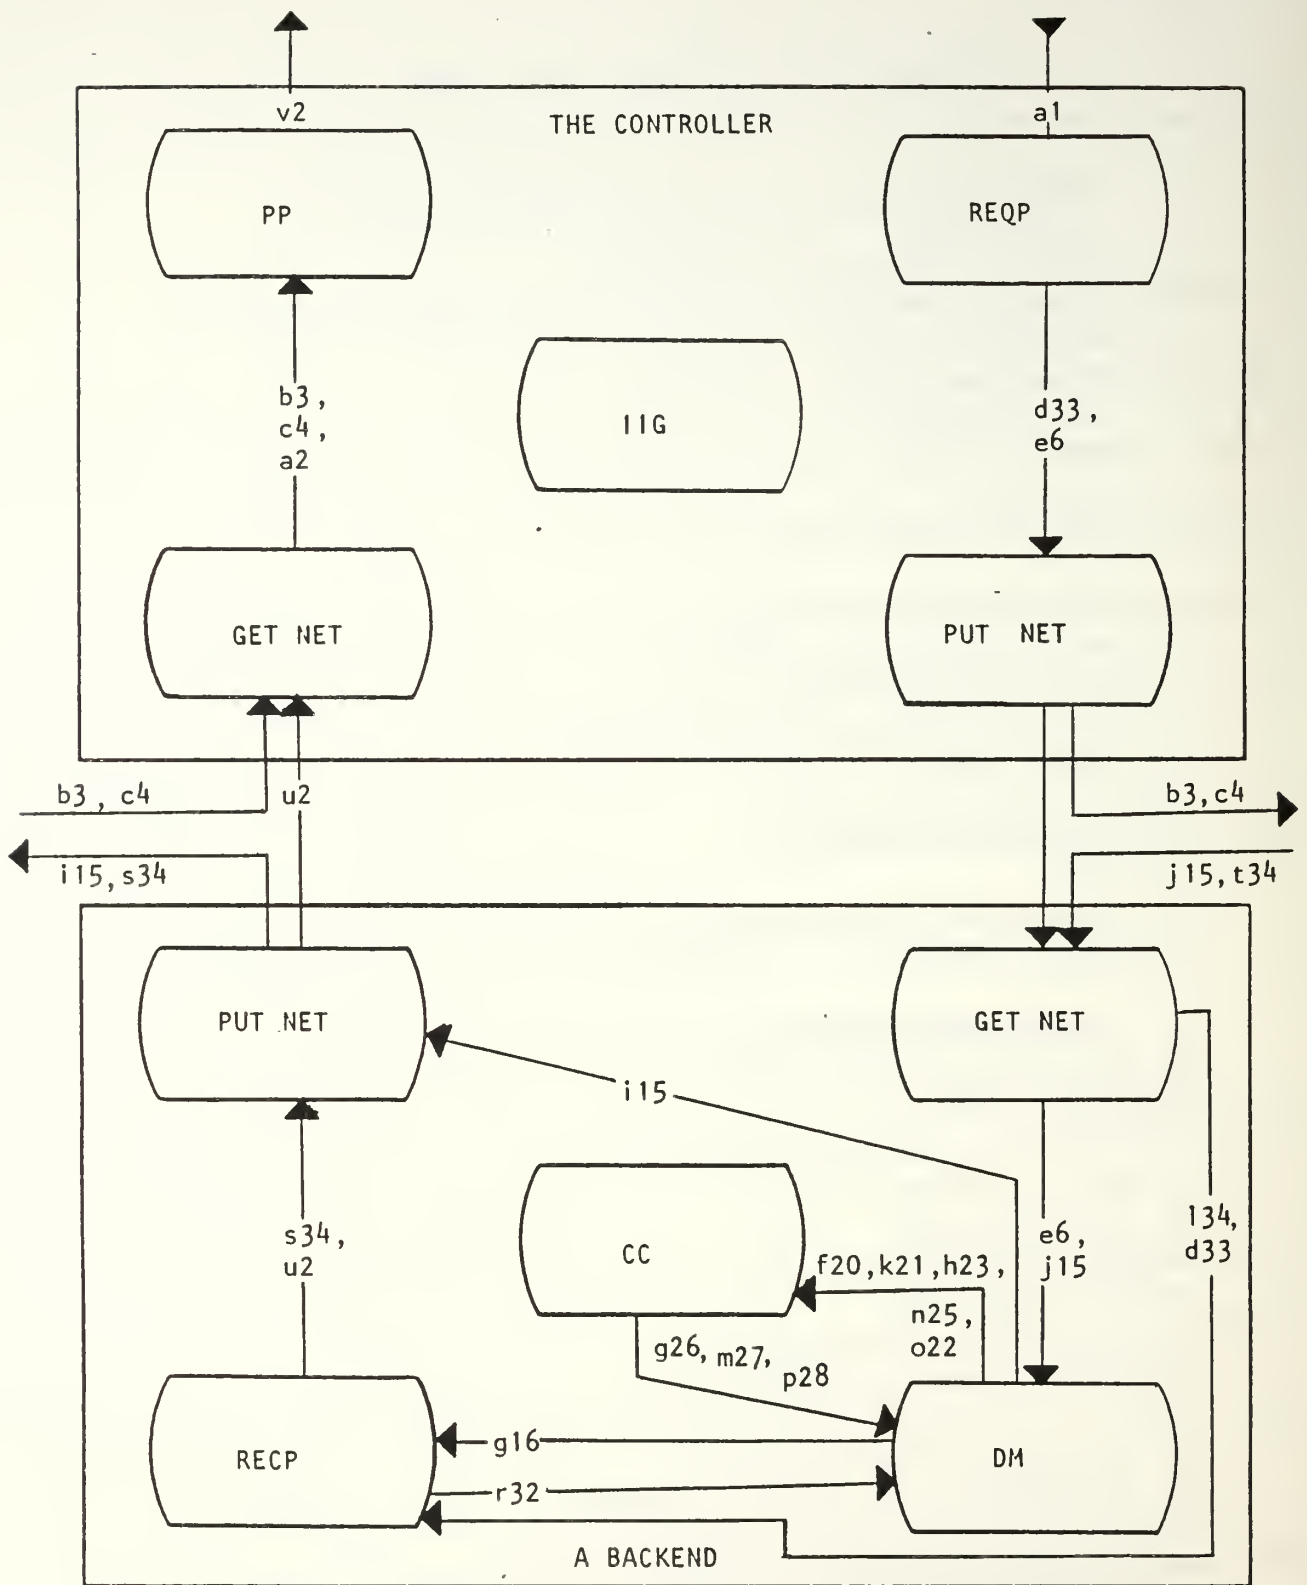 v2
THE CONTROLLER
a1
PP
REQP
b3,
c4,
a2
IIG
d33,
e6
GET NET
PUT NET
b3, c4
u2
b3,c4
i15,s34
j15,t34
PUT NET
GET NET
i15
s34,
u2
CC
f20,k21,h23,
n25,
o22
e6,
j15
l34,
d33
g26, m27,
p28
g16
r32
RECP
DM
A BACKEND